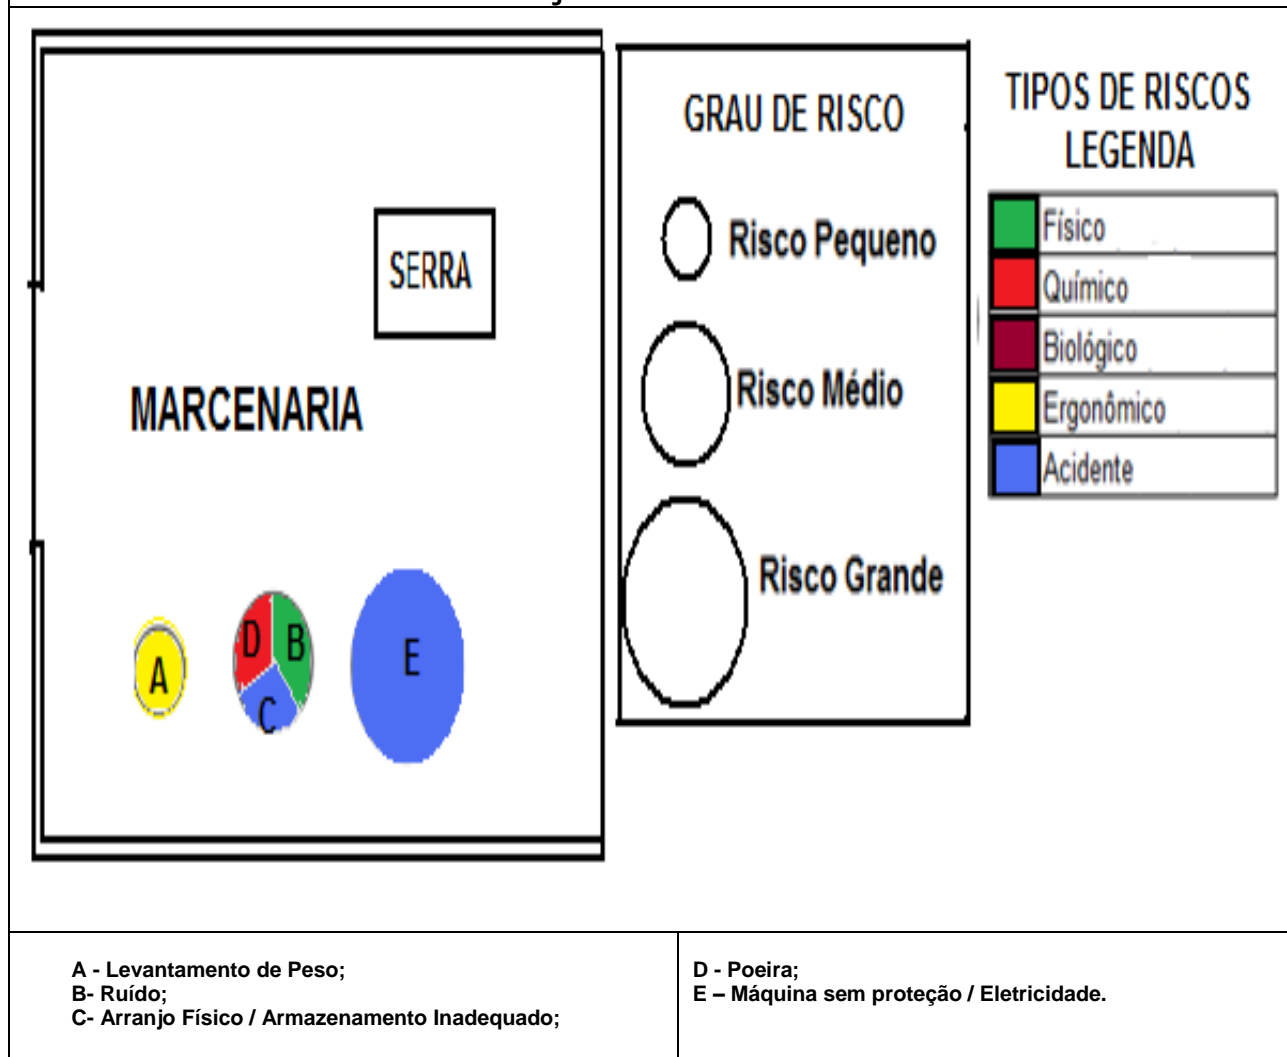 SERRA
MARCENARIA
A
D
B
C
E
GRAU DE RISCO
Risco Pequeno
Risco Médio
Risco Grande
TIPOS DE RISCOS
LEGENDA
Físico
Químico
Biológico
Ergonômico
Acidente
A - Levantamento de Peso;
B- Ruído;
C- Arranjo Físico / Armazenamento Inadequado;
D - Poeira;
E – Máquina sem proteção / Eletricidade.